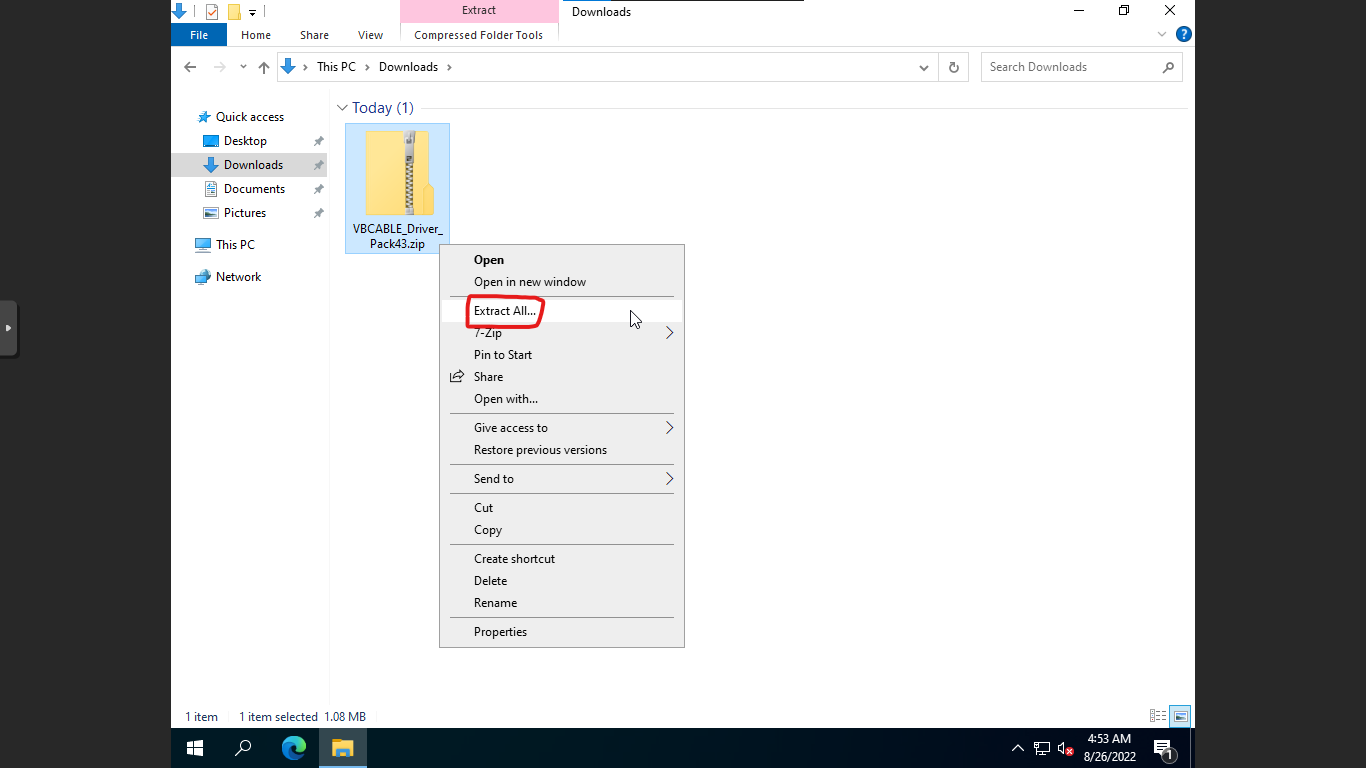 Extract
Downloads
File
Home
Share
View
Compressed Folder Tools
?
This PC
Downloads
Search Downloads
Quick access
Desktop
Downloads
Documents
Pictures
This PC
Network
Today (1)
VBCABLE_Driver_
Pack43.zip
Open
Open in new window
Extract All...
7-Zip
Pin to Start
Share
Open with...
Give access to
Restore previous versions
Send to
Cut
Copy
Create shortcut
Delete
Rename
Properties
1 item
1 item selected 1.08 MB
4:53 AM
8/26/2022
1